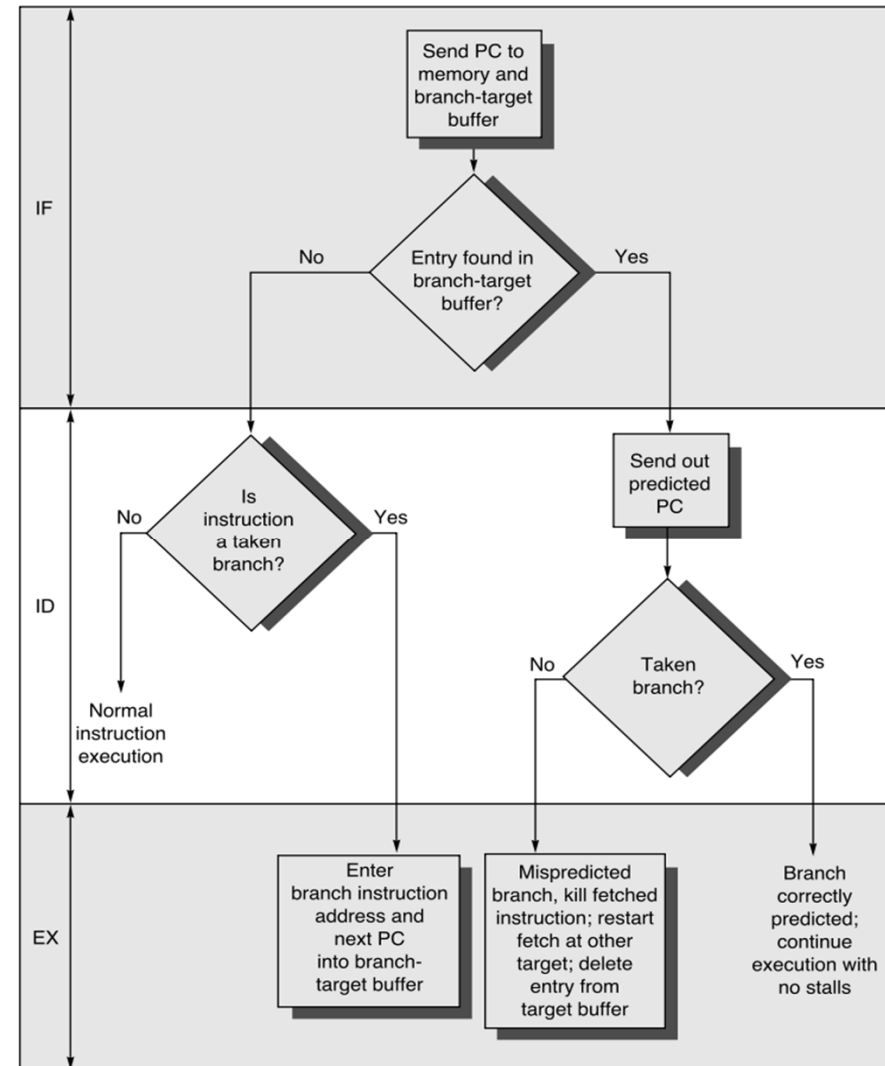 Send PC to
memory and
branch-target
buffer
IF
No
Entry found in
branch-target
buffer?
Yes
Is
instruction
a taken
branch?
No
Yes
Send out
predicted
PC
ID
No
Taken
branch?
Yes
Normal
instruction
execution
EX
Enter
branch instruction
address and
next PC
into branch-
target buffer
Mispredicted
branch, kill fetched
instruction; restart
fetch at other
target; delete
entry from
target buffer
Branch
correctly
predicted;
continue
execution with
no stalls